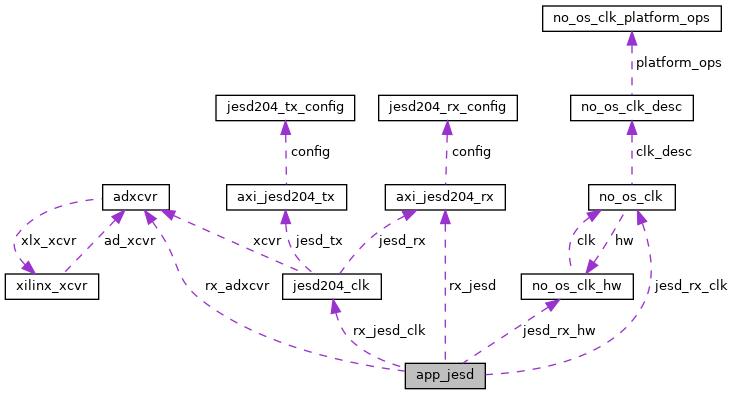 no_os_clk_platform_ops
platform_ops
jesd204_tx_config
jesd204_rx_config
no_os_clk_desc
config
config
clk_desc
adxcvr
axi_jesd204_tx
axi_jesd204_rx
no_os_clk
xlx_xcvr
ad_xcvr
xcvr
jesd_tx
jesd_rx
clk
hw
xilinx_xcvr
rx_adxcvr
jesd204_clk
rx_jesd
no_os_clk_hw
jesd_rx_clk
rx_jesd_clk
jesd_rx_hw
app_jesd